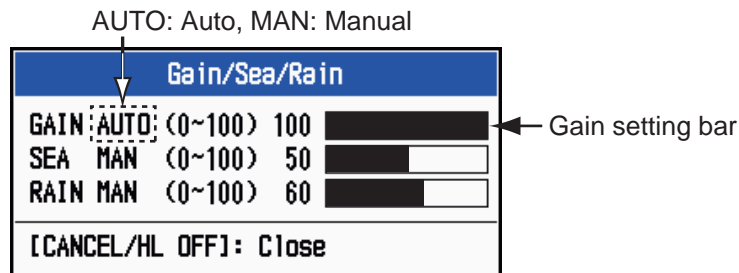 AUTO: Auto, MAN: Manual
Gain/Sea/Rain
GAIN AUTO (0~100) 100
Gain setting bar
SEA MAN (0~100) 50
RAIN MAN (0~100) 60
[CANCEL/HL OFF]: Close